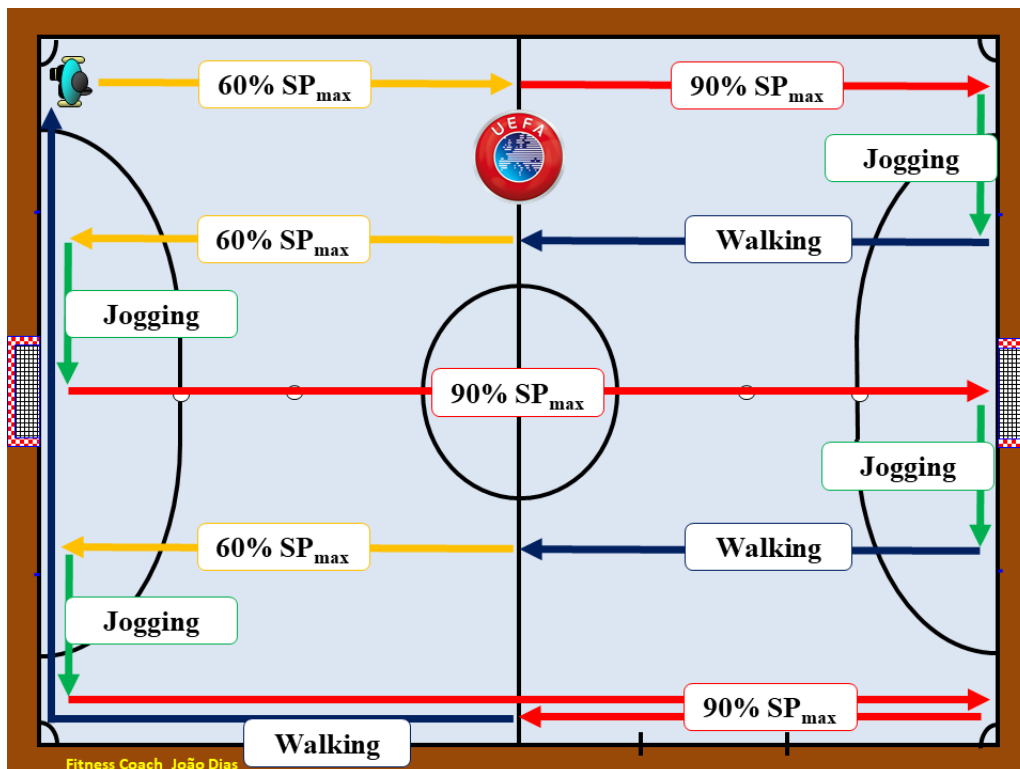 60% SPmax
90% SPmax
UEFA
Jogging
60% SPmax
Walking
Jogging
90% SPmax
Jogging
60% SPmax
Walking
Jogging
90% SPmax
Walking
Fitness Coach João Dias